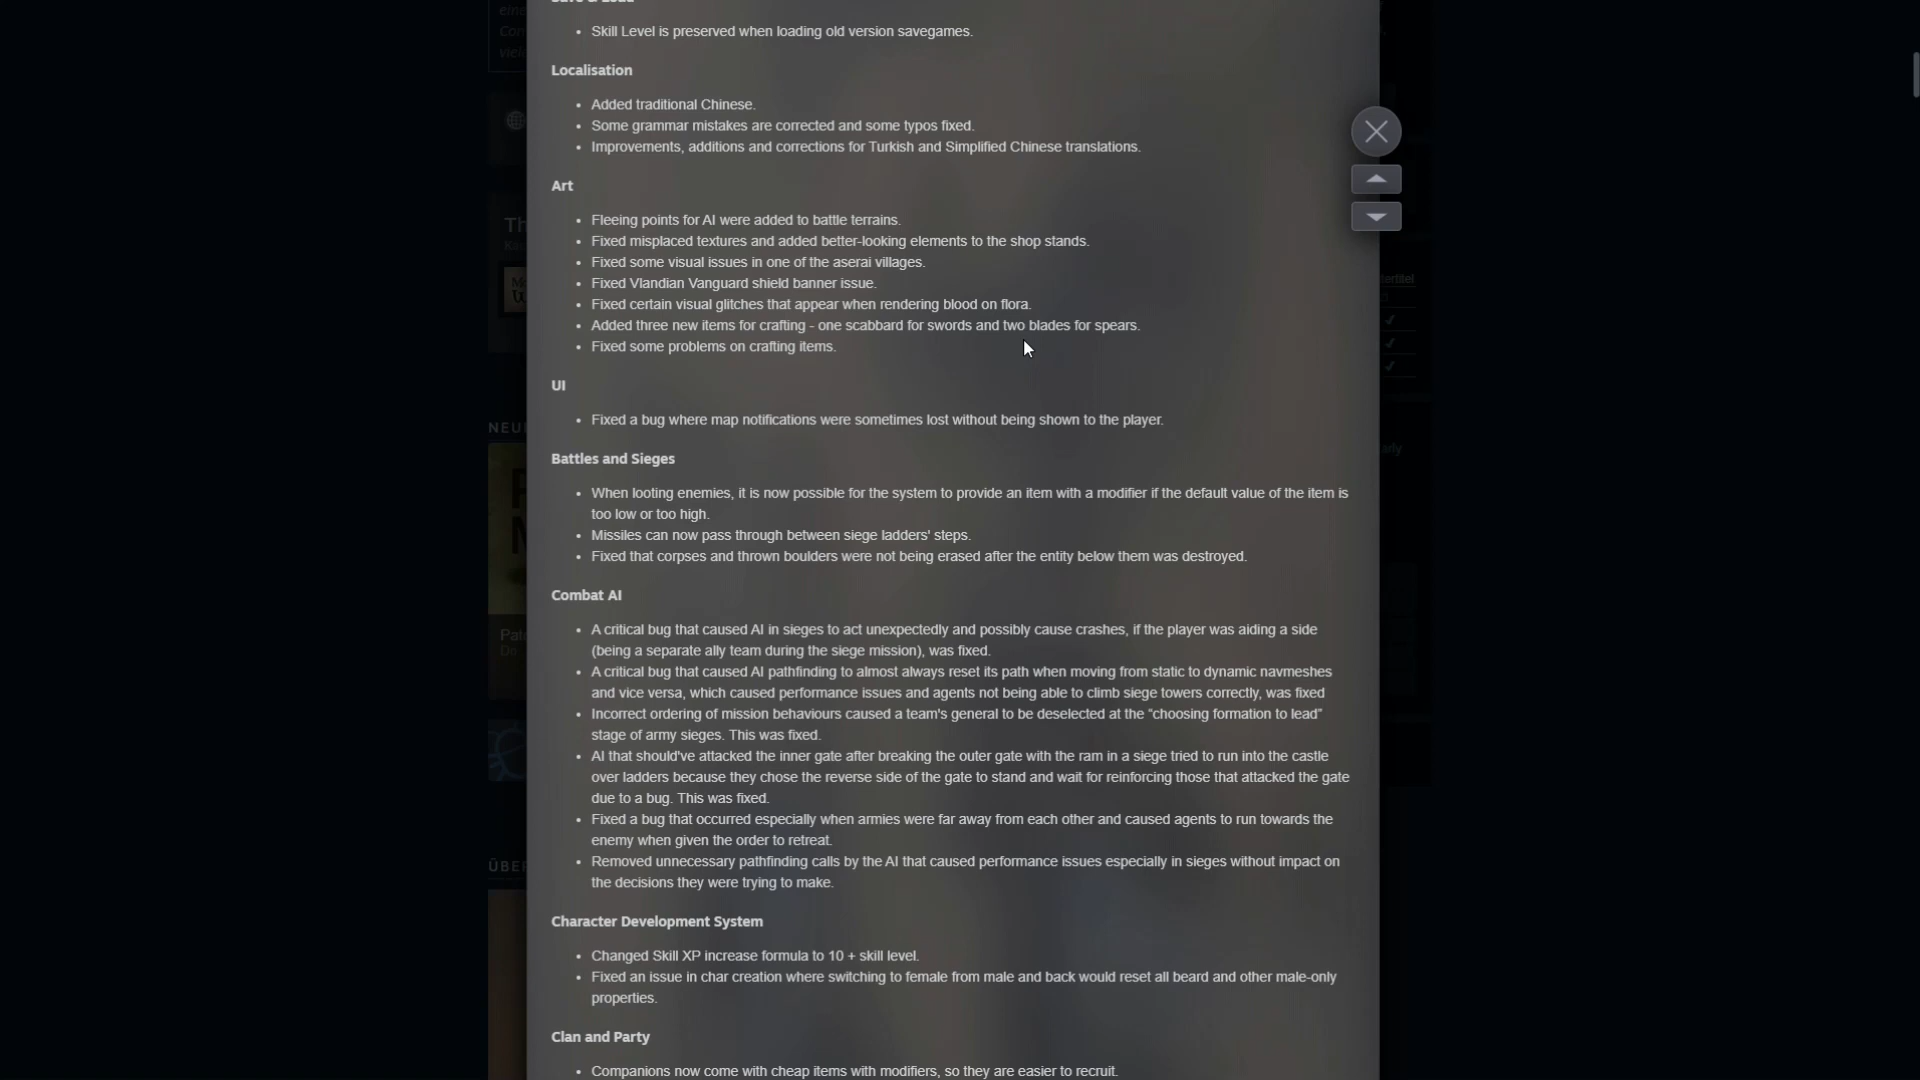 Save & Load
• Skill Level is preserved when loading old version savegames.
Localisation
• Added traditional Chinese.
• Some grammar mistakes are corrected and some typos fixed.
• Improvements, additions and corrections for Turkish and Simplified Chinese translations.
Art
• Fleeing points for AI were added to battle terrains.
• Fixed misplaced textures and added better-looking elements to the shop stands.
• Fixed some visual issues in one of the aserai villages.
• Fixed Vlandian Vanguard shield banner issue.
• Fixed certain visual glitches that appear when rendering blood on flora.
• Added three new items for crafting - one scabbard for swords and two blades for spears.
• Fixed some problems on crafting items.
UI
• Fixed a bug where map notifications were sometimes lost without being shown to the player.
Battles and Sieges
• When looting enemies, it is now possible for the system to provide an item with a modifier if the default value of the item is
too low or too high.
• Missiles can now pass through between siege ladders' steps.
• Fixed that corpses and thrown boulders were not being erased after the entity below them was destroyed.
Combat AI
• A critical bug that caused AI in sieges to act unexpectedly and possibly cause crashes, if the player was aiding a side
(being a separate ally team during the siege mission), was fixed.
• A critical bug that caused AI pathfinding to almost always reset its path when moving from static to dynamic navmeshes
and vice versa, which caused performance issues and agents not being able to climb siege towers correctly, was fixed
• Incorrect ordering of mission behaviours caused a team's general to be deselected at the “choosing formation to lead”
stage of army sieges. This was fixed.
• AI that should've attacked the inner gate after breaking the outer gate with the ram in a siege tried to run into the castle
over ladders because they chose the reverse side of the gate to stand and wait for reinforcing those that attacked the gate
due to a bug. This was fixed.
• Fixed a bug that occurred especially when armies were far away from each other and caused agents to run towards the
enemy when given the order to retreat.
• Removed unnecessary pathfinding calls by the AI that caused performance issues especially in sieges without impact on
the decisions they were trying to make.
Character Development System
• Changed Skill XP increase formula to 10 + skill level.
• Fixed an issue in char creation where switching to female from male and back would reset all beard and other male-only
properties.
Clan and Party
• Companions now come with cheap items with modifiers, so they are easier to recruit.